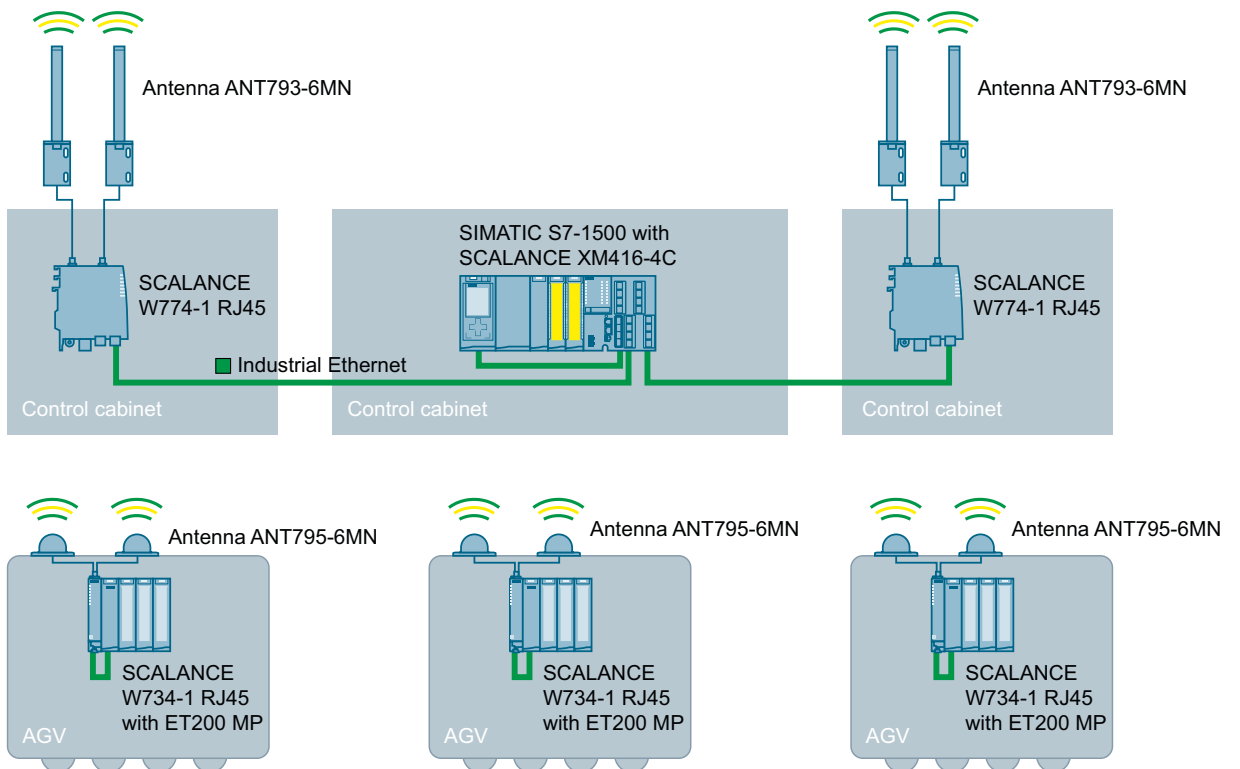 Antenna ANT793-6MN
Antenna ANT793-6MN
SIMATIC S7-1500 with
SCALANCE XM416-4C
SCALANCE
W774-1 RJ45
SCALANCE
W774-1 RJ45
Industrial Ethernet
Control cabinet
Control cabinet
Control cabinet
Antenna ANT795-6MN
Antenna ANT795-6MN
Antenna ANT795-6MN
SCALANCE
W734-1 RJ45
with ET200 MP
AGV
SCALANCE
W734-1 RJ45
with ET200 MP
AGV
SCALANCE
W734-1 RJ45
with ET200 MP
AGV